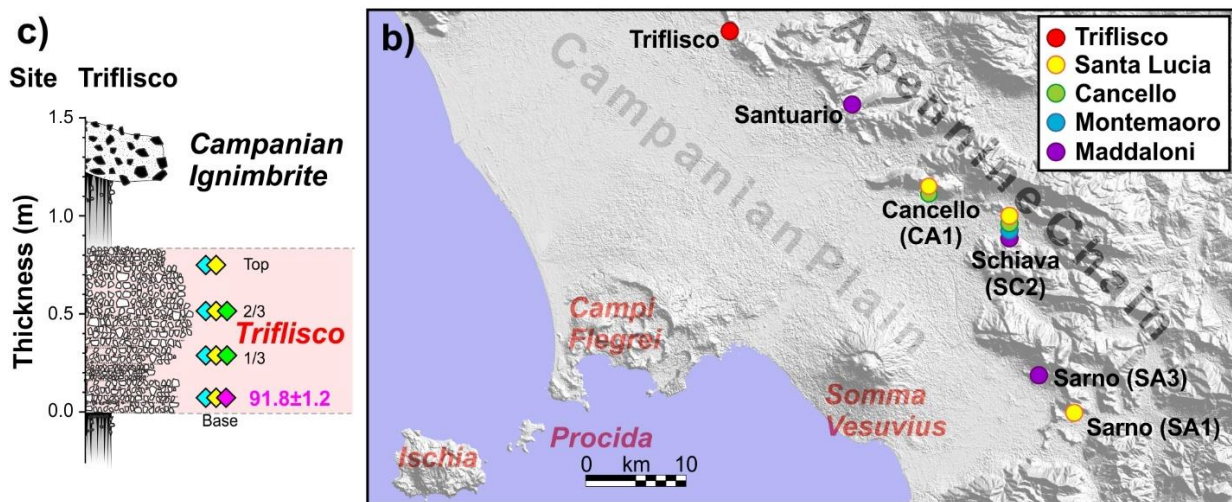 c)
Site Triflisco
1.5
Campanian
Ignimbrite
1.0
Thickness (m)
Top
0.5
2/3
Triflisco
1/3
91.8±1.2
0.0
Base
b)
Triflisco
Apennine Chain
Campanian Plain
Santuario
Cancello
(CA1)
Schiava
(SC2)
Campi
Flegrei
Somma
Vesuvius
Sarno (SA3)
Sarno (SA1)
Procida
Ischia
0 km 10
Triflisco
Santa Lucia
Cancello
Montemaoro
Maddaloni